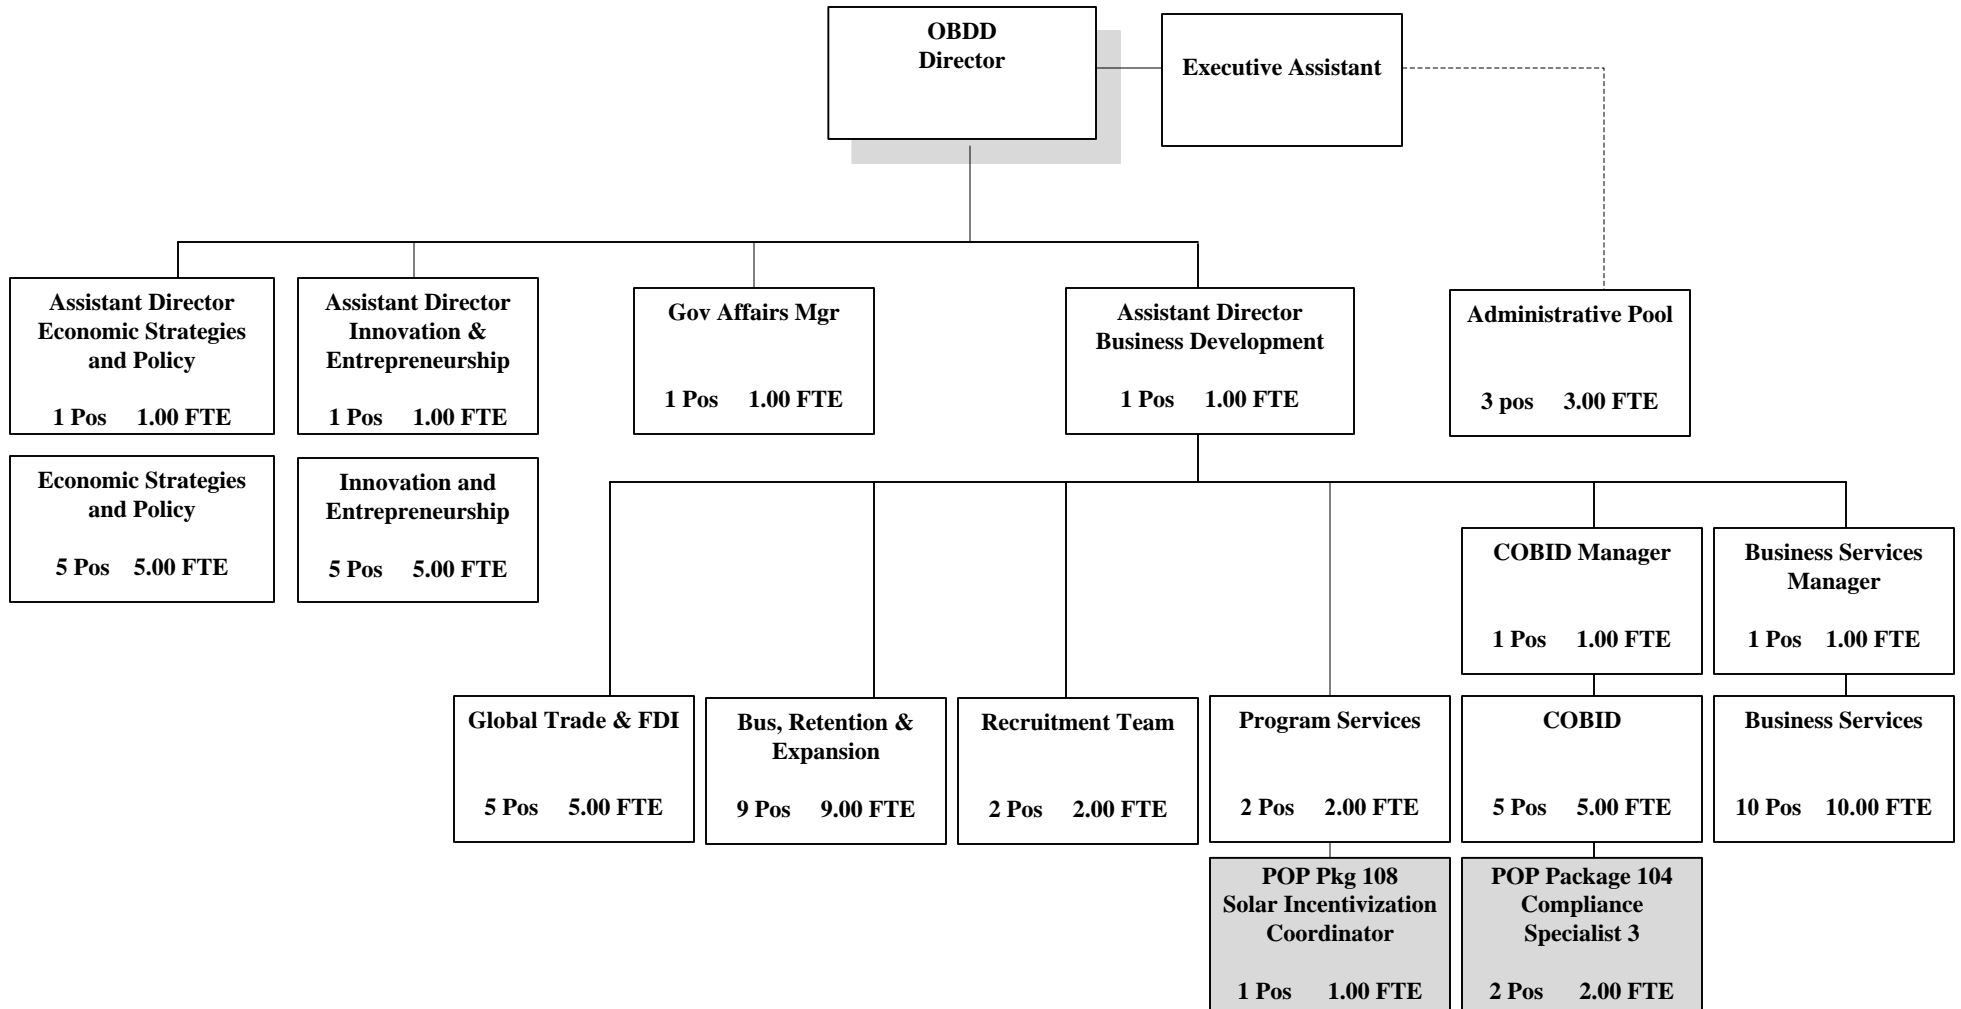 OBDD
Director
Executive Assistant
Assistant Director
Economic Strategies
and Policy
1 Pos 1.00 FTE
Assistant Director
Innovation &
Entrepreneurship
1 Pos 1.00 FTE
Gov Affairs Mgr
1 Pos 1.00 FTE
Assistant Director
Business Development
1 Pos 1.00 FTE
Administrative Pool
3 pos 3.00 FTE
Economic Strategies
and Policy
5 Pos 5.00 FTE
Innovation and
Entrepreneurship
5 Pos 5.00 FTE
COBID Manager
1 Pos 1.00 FTE
Business Services
Manager
1 Pos 1.00 FTE
Global Trade & FDI
5 Pos 5.00 FTE
Bus, Retention &
Expansion
9 Pos 9.00 FTE
Recruitment Team
2 Pos 2.00 FTE
Program Services
2 Pos 2.00 FTE
COBID
5 Pos 5.00 FTE
Business Services
10 Pos 10.00 FTE
POP Pkg 108
Solar Incentivization
Coordinator
1 Pos 1.00 FTE
POP Package 104
Compliance
Specialist 3
2 Pos 2.00 FTE